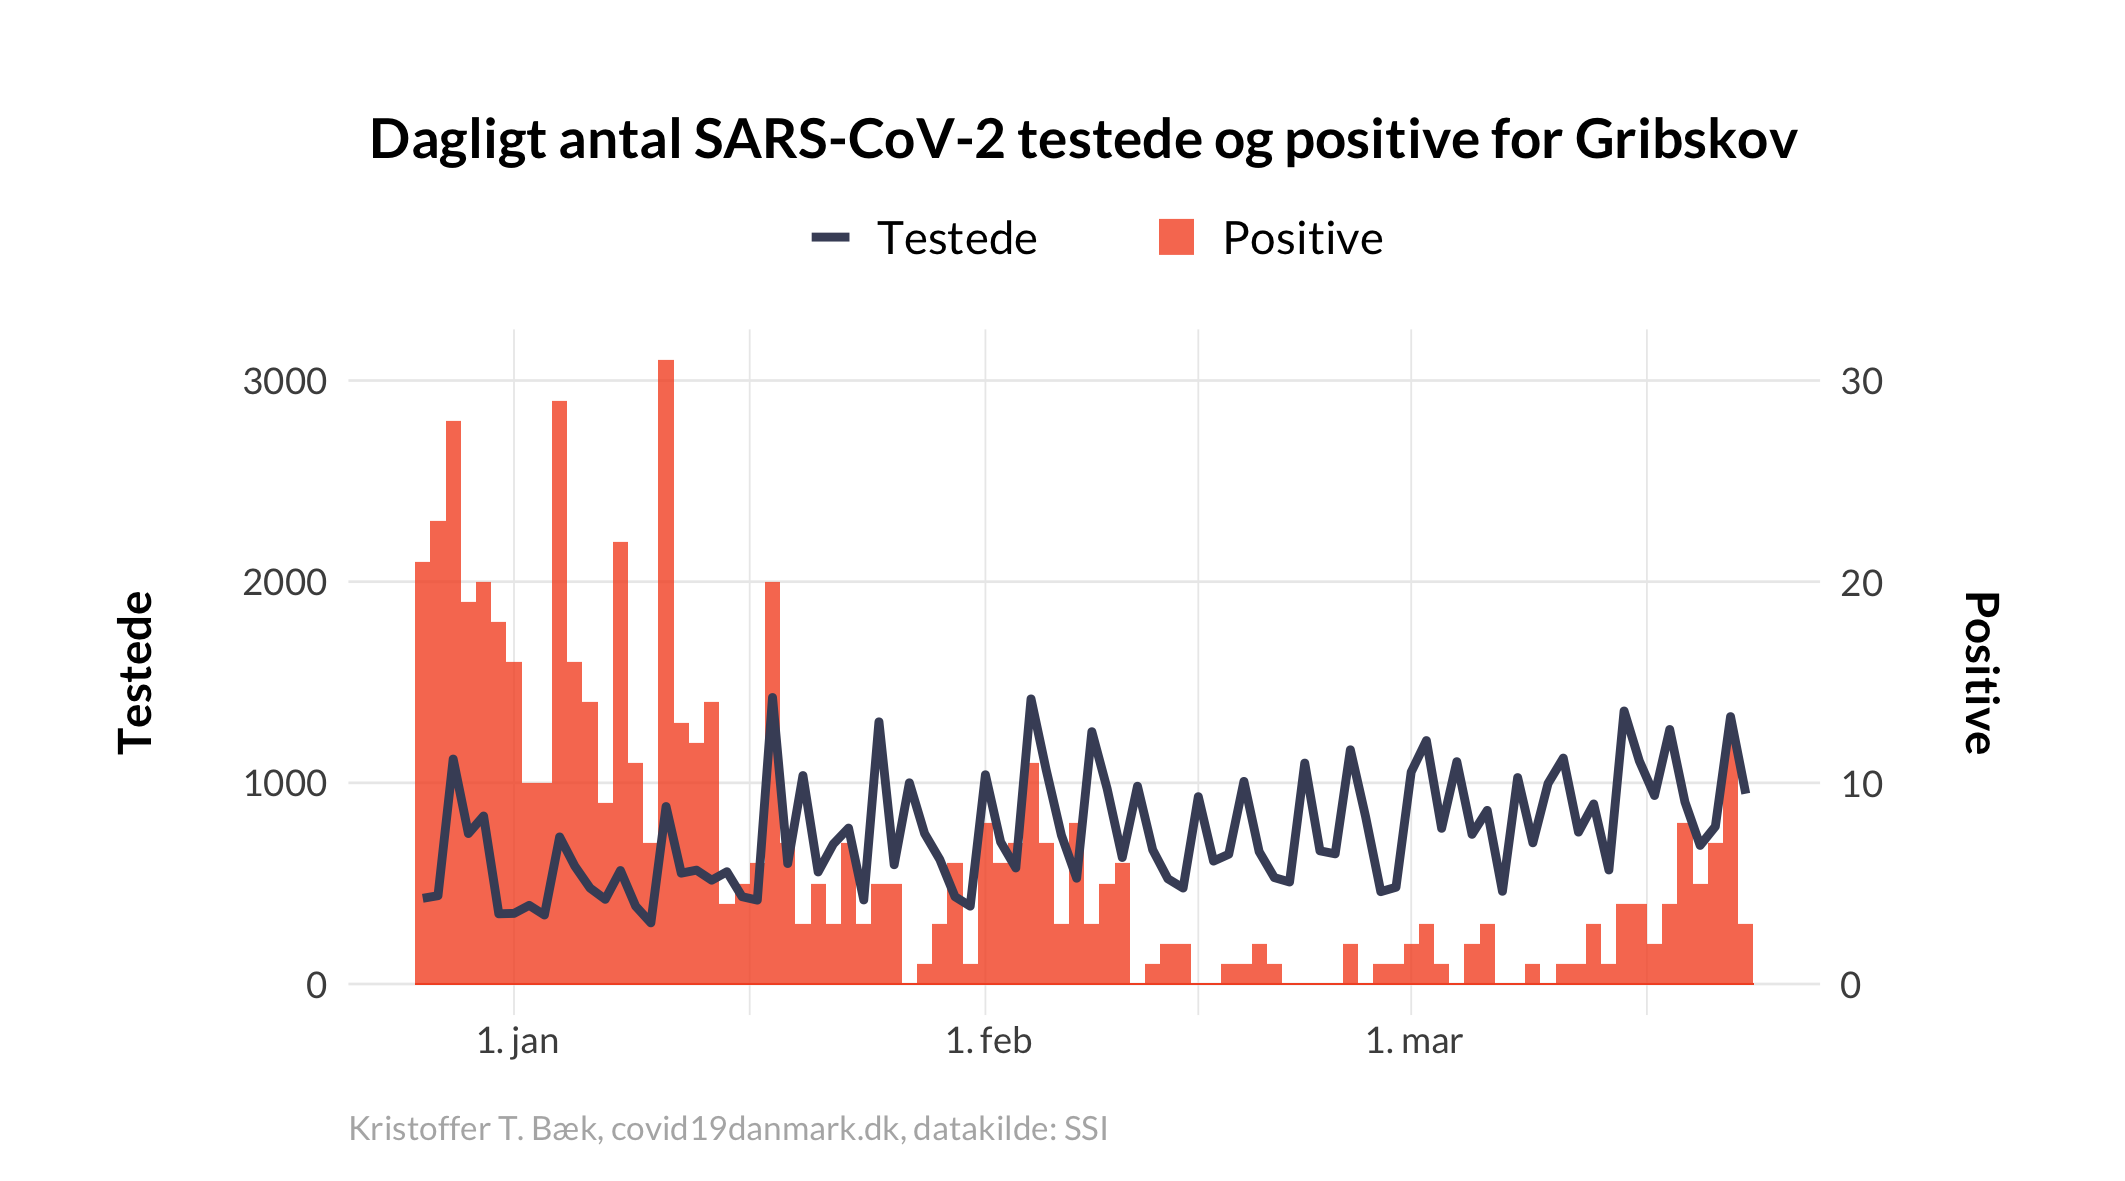 Dagligt antal SARS-CoV-2 testede og positive for Gribskov
Testede
Positive
3000
2000
1000
0
30
20
10
0
Testede
Positive
1. jan
1. feb
1. mar
Kristoffer T. Bæk, covid19danmark.dk, datakilde: SSI